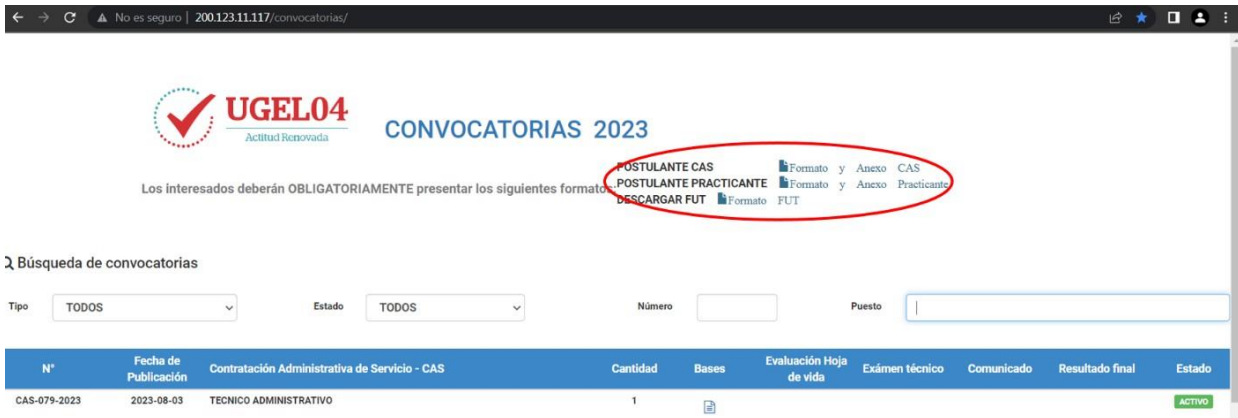 No es seguro | 200.123.11.117/convocatorias/
UGEL04
Actitud Renovada
CONVOCATORIAS 2023
Los interesados deberán OBLIGATORIAMENTE presentar los siguientes formatos:
POSTULANTE CAS Formato y Anexo CAS
POSTULANTE PRACTICANTE Formato y Anexo Practicante
DESCARGAR FUT Formato FUT
Búsqueda de convocatorias
Tipo TODOS Estado TODOS Número Puesto
N° Fecha de Publicación Contratación Administrativa de Servicio - CAS Cantidad Bases Evaluación Hoja de vida Exámen técnico Comunicado Resultado final Estado
CAS-079-2023 2023-08-03 TECNICO ADMINISTRATIVO 1 ACTIVO